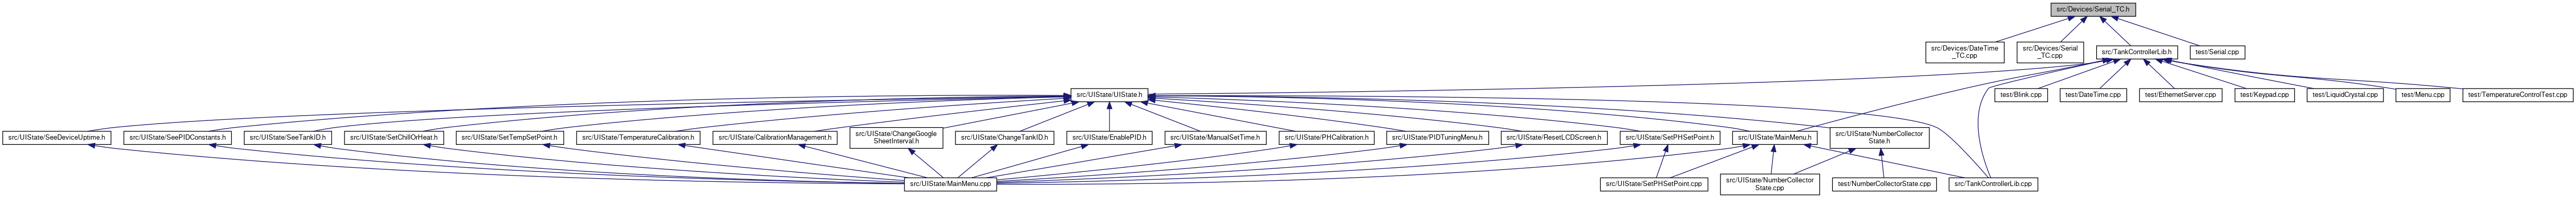 src/Devices/Serial_TC.h
src/Devices/DateTime
_TC.cpp
src/Devices/Serial
_TC.cpp
src/TankControllerLib.h
test/Serial.cpp
src/UIState/UIState.h
test/Blink.cpp
test/DateTime.cpp
test/EthernetServer.cpp
test/Keypad.cpp
test/LiquidCrystal.cpp
test/Menu.cpp
test/TemperatureControlTest.cpp
src/UIState/SeeDeviceUptime.h
src/UIState/SeePIDConstants.h
src/UIState/SeeTankID.h
src/UIState/SetChillOrHeat.h
src/UIState/SetTempSetPoint.h
src/UIState/TemperatureCalibration.h
src/UIState/CalibrationManagement.h
src/UIState/ChangeGoogle
SheetInterval.h
src/UIState/ChangeTankID.h
src/UIState/EnablePID.h
src/UIState/ManualSetTime.h
src/UIState/PHCalibration.h
src/UIState/PIDTuningMenu.h
src/UIState/ResetLCDScreen.h
src/UIState/SetPHSetPoint.h
src/UIState/MainMenu.h
src/UIState/NumberCollector
State.h
src/UIState/MainMenu.cpp
src/UIState/SetPHSetPoint.cpp
src/UIState/NumberCollector
State.cpp
test/NumberCollectorState.cpp
src/TankControllerLib.cpp